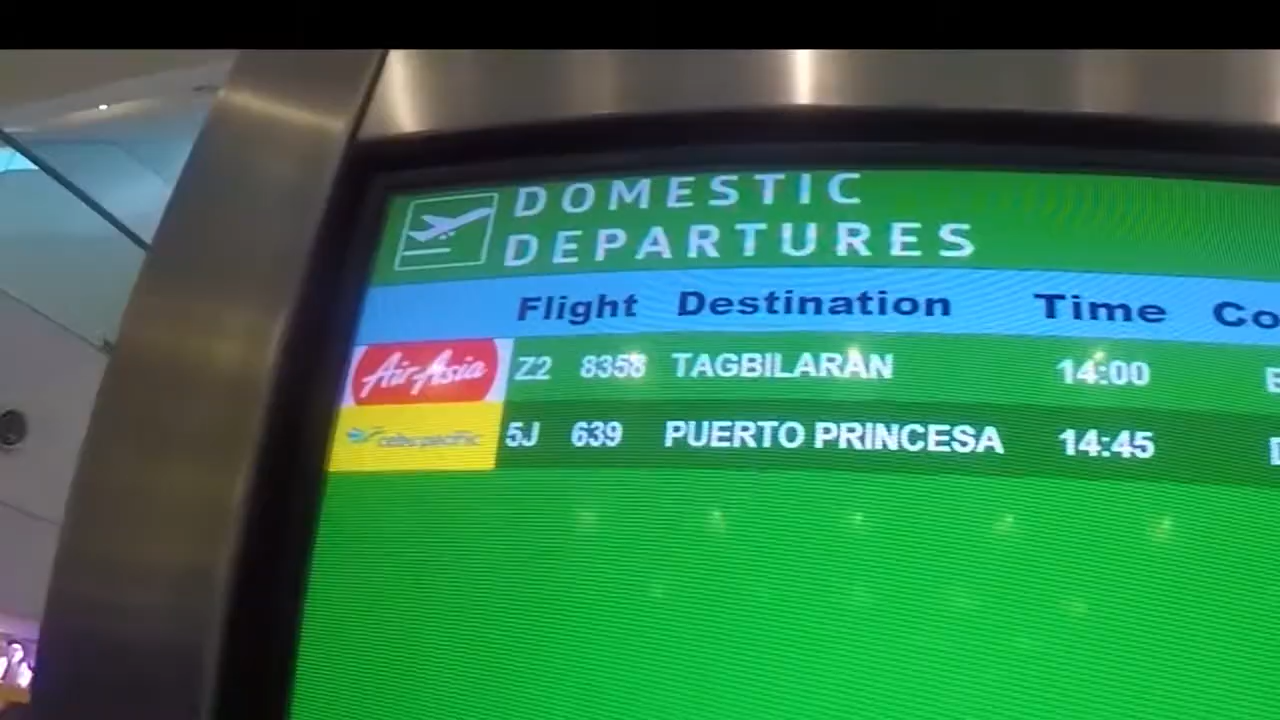 DOMESTIC
DEPARTURES
Flight Destination Time Co
AirAsia Z2 8358 TAGBILARAN 14:00
cebu pacific 5J 639 PUERTO PRINCESA 14:45